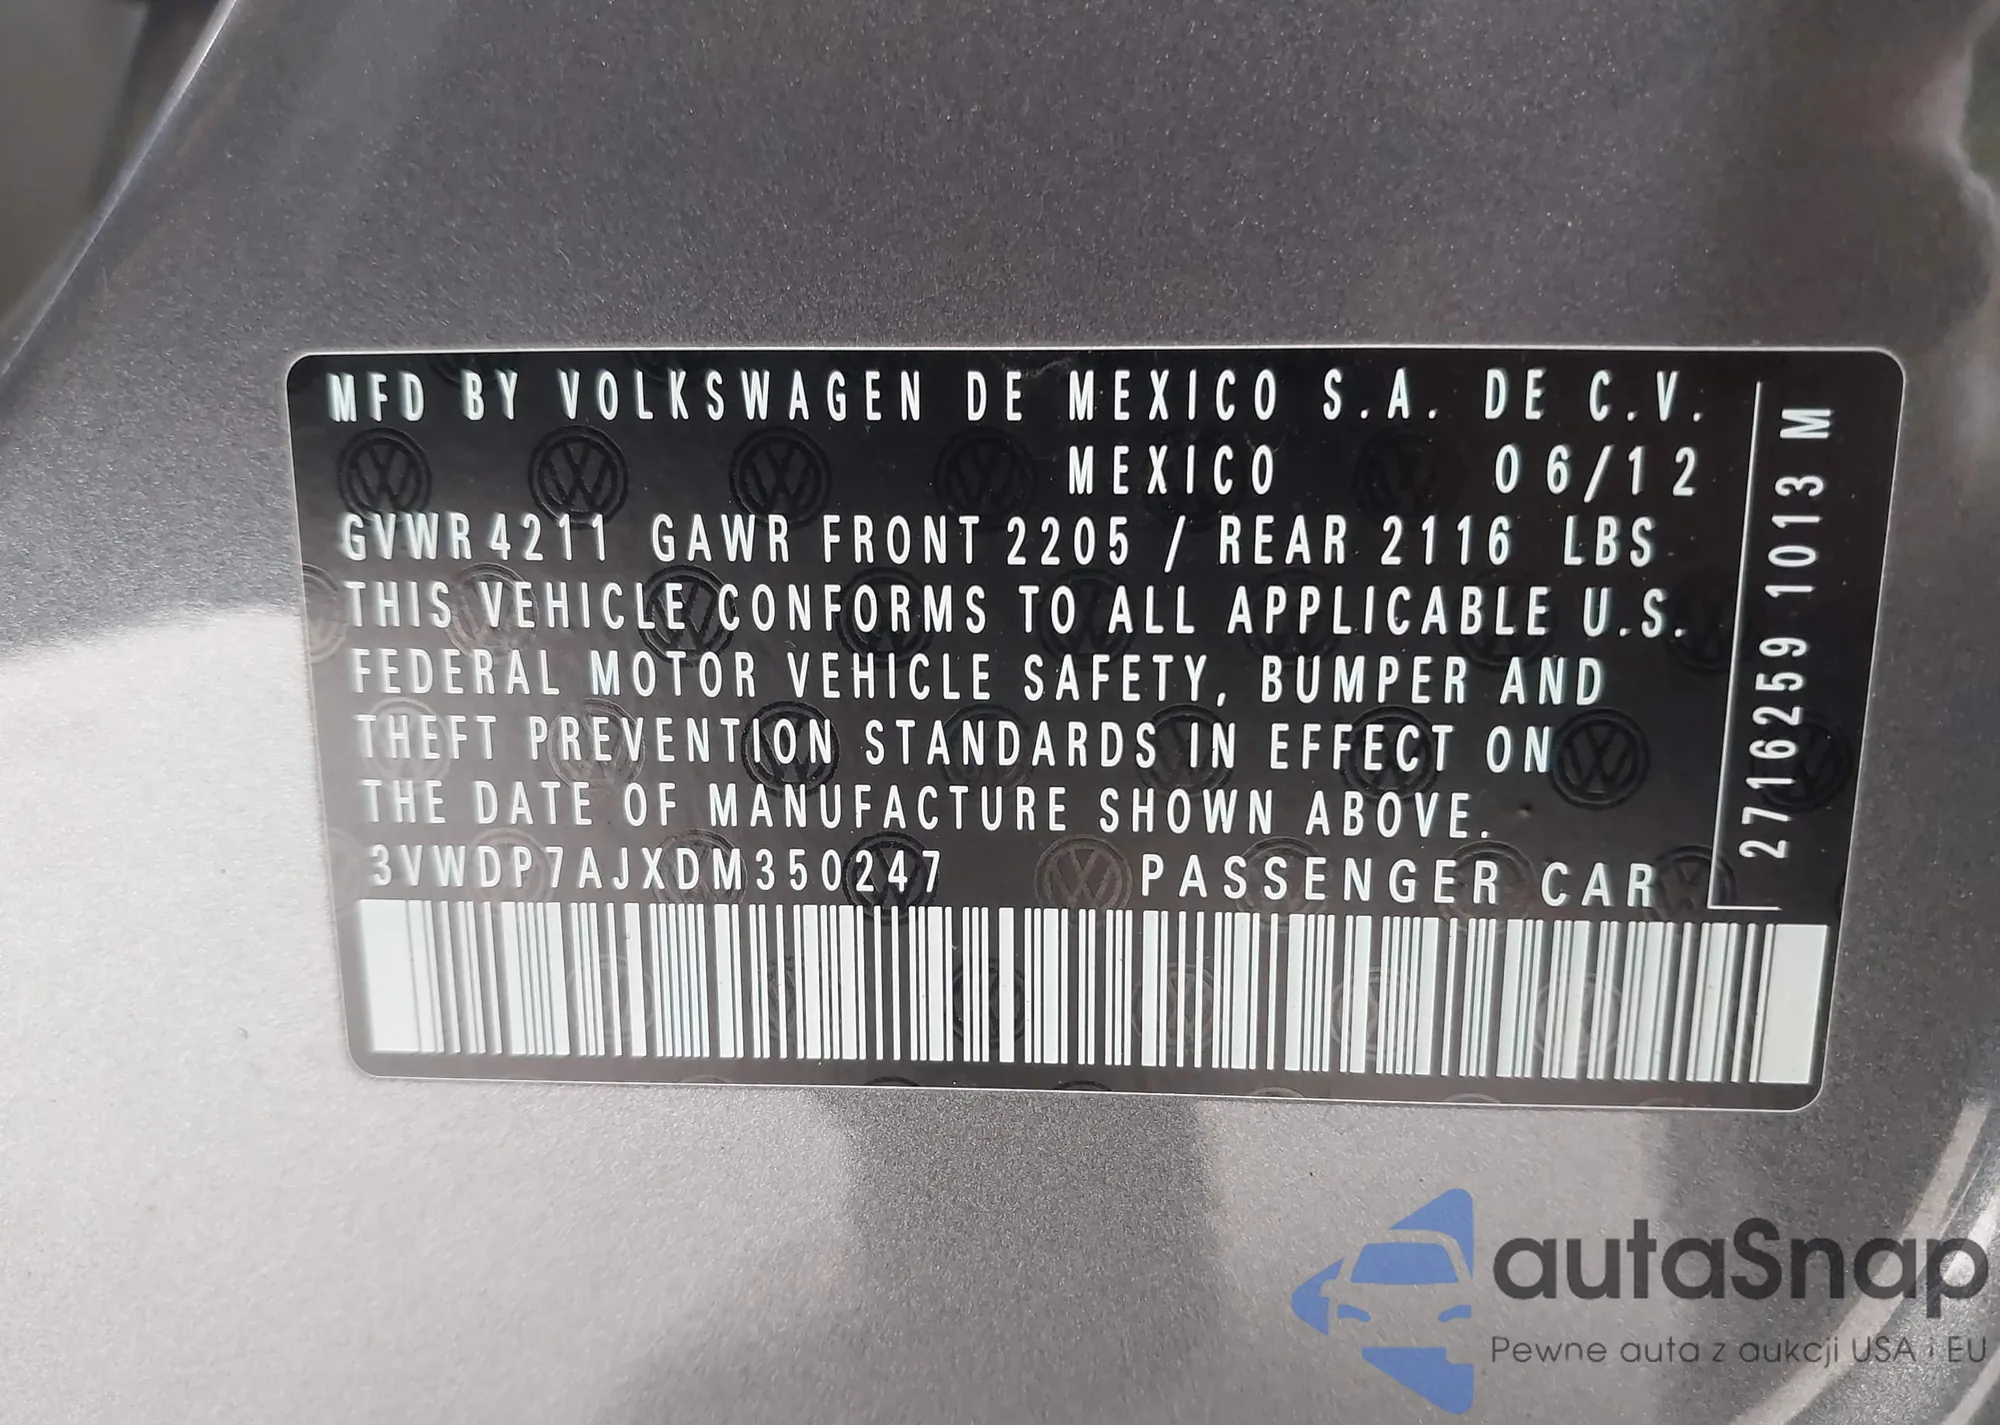 MFD BY VOLKSWAGEN DE MEXICO S.A. DE C.V.
MEXICO 06/12
GVWR 4211 GAWR FRONT 2205 / REAR 2116 LBS
THIS VEHICLE CONFORMS TO ALL APPLICABLE U.S.
FEDERAL MOTOR VEHICLE SAFETY, BUMPER AND
THEFT PREVENTION STANDARDS IN EFFECT ON
THE DATE OF MANUFACTURE SHOWN ABOVE.
3VWDP7AJXDM350247 PASSENGER CAR
2716259 1013 M
autaSnap
Pewne auta z aukcji USA i EU